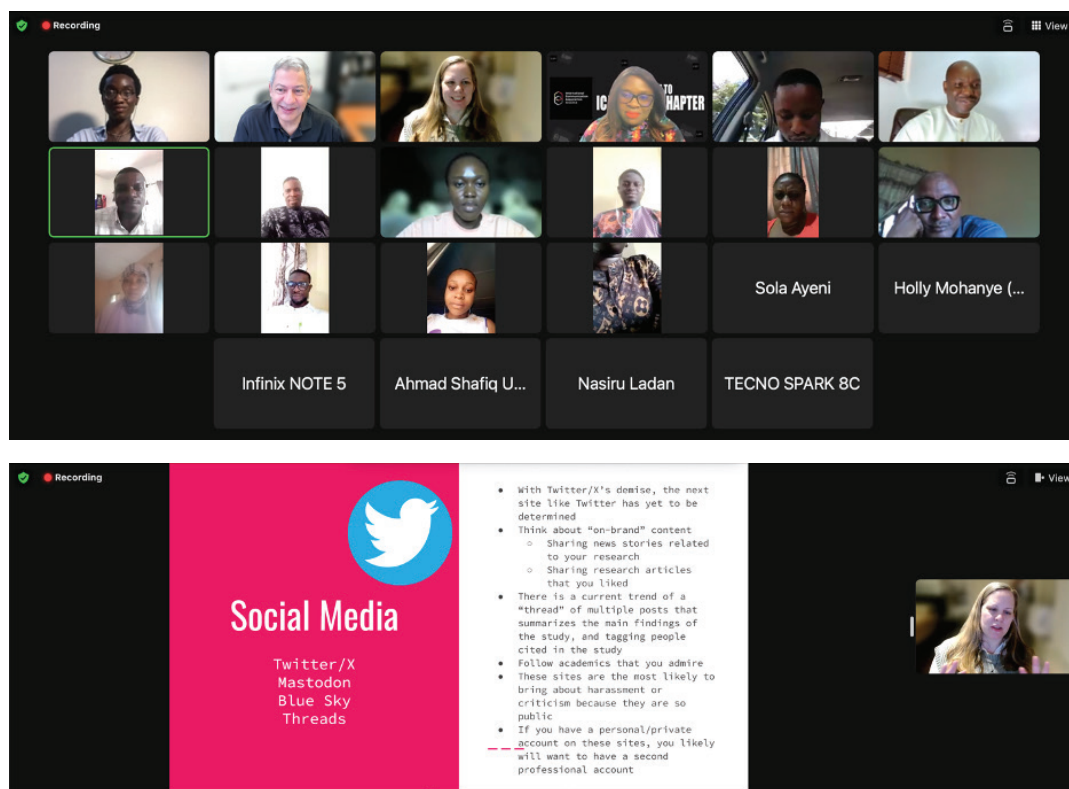 Recording
View
TO
IC HAPTER
Sola Ayeni
Holly Mohanye (...
Infinix NOTE 5
Ahmad Shafiq U...
Nasiru Ladan
TECNO SPARK 8C
Recording
View
Social Media
Twitter/X
Mastodon
Blue Sky
Threads
● With Twitter/X's demise, the next
site like Twitter has yet to be
determined
● Think about “on-brand” content
○ Sharing news stories related
to your research
○ Sharing research articles
that you liked
● There is a current trend of a
“thread” of multiple posts that
summarizes the main findings of
the study, and tagging people
cited in the study
● Follow academics that you admire
● These sites are the most likely to
bring about harassment or
criticism because they are so
public
● If you have a personal/private
account on these sites, you likely
will want to have a second
professional account